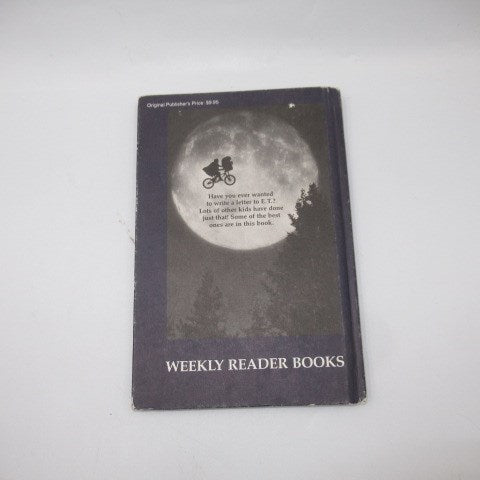 Original Publisher's Price $9.95
Have you ever wanted
to write a letter to E.T.?
Lots of other kids have done
just that! Some of the best
ones are in this book.
WEEKLY READER BOOKS